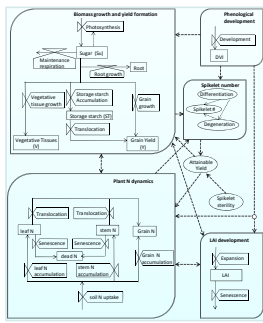 Biomass growth and yield formation
Photosynthesis
Sugar (Su)
Maintenance
respiration
Root
Root growth
Vegetative
tissue growth
Storage starch
Accumulation
Grain
growth
Storage starch (ST)
Translocation
Vegetative Tissues
(V)
Grain Yield
(Y)
Phenological
development
Development
DVI
Spikelet number
Differentiation
Spikelet #
Degeneration
Attainable
Yield
Spikelet
sterility
Plant N dynamics
Translocation
Translocation
leaf N
stem N
Grain N
Senescence
Senescence
dead N
leaf N
accumulation
stem N
accumulation
Grain N
accumulation
soil N uptake
LAI development
Expansion
LAI
Senescence